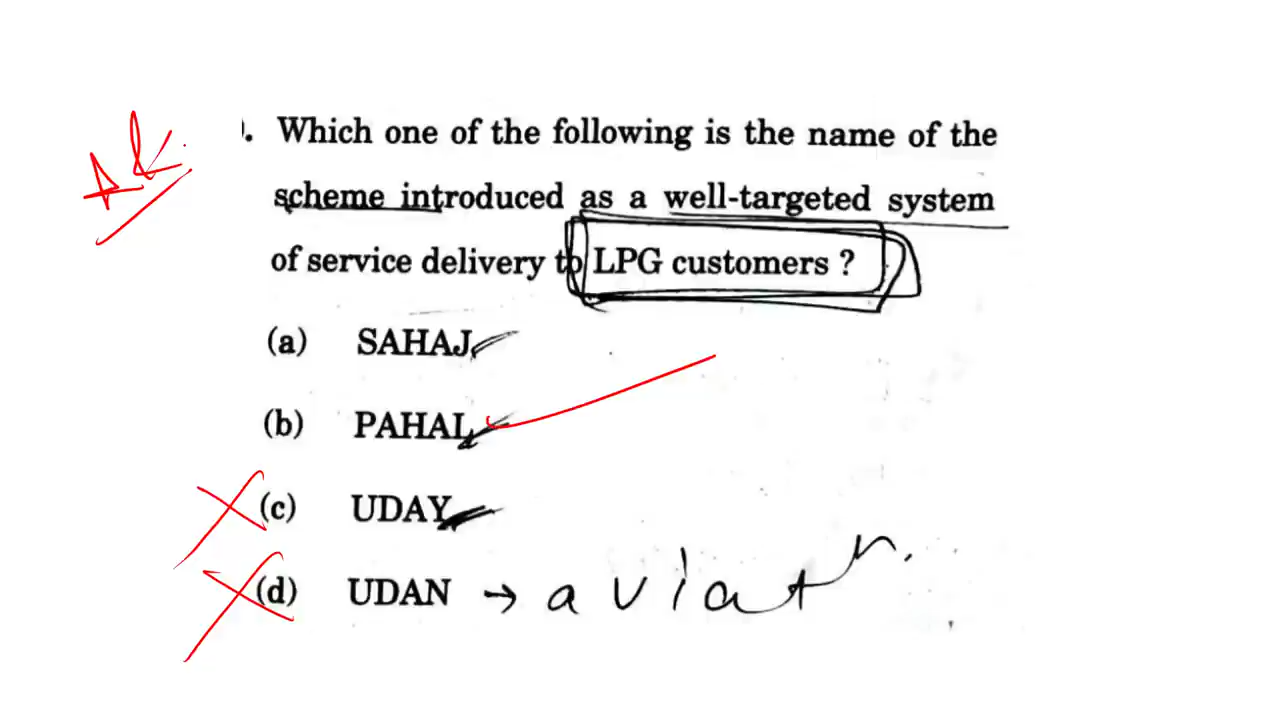 . Which one of the following is the name of the
scheme introduced as a well-targeted system
of service delivery to LPG customers ?
(a) SAHAJ
(b) PAHAL
(c) UDAY
(d) UDAN → aviatn.